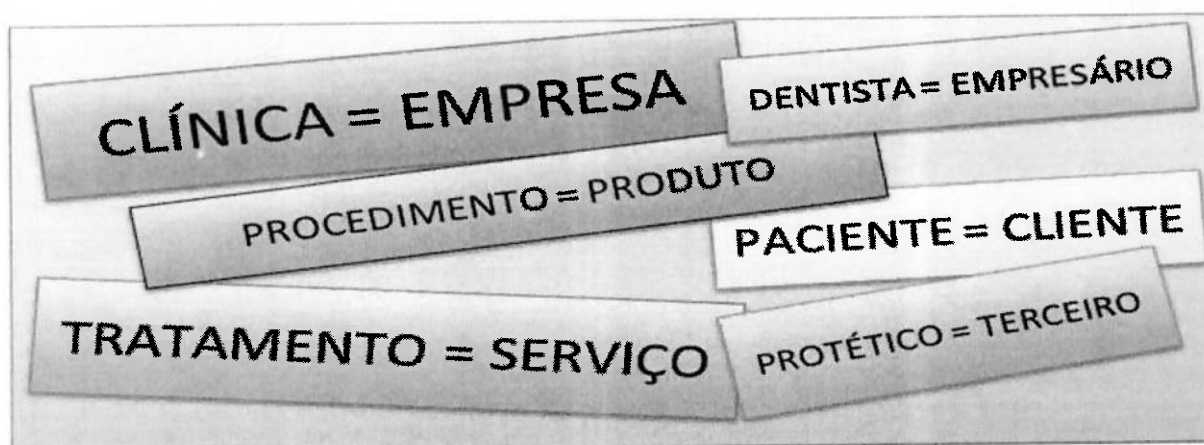 CLÍNICA = EMPRESA
DENTISTA = EMPRESÁRIO
PROCEDIMENTO = PRODUTO
PACIENTE = CLIENTE
TRATAMENTO = SERVIÇO
PROTÉTICO = TERCEIRO